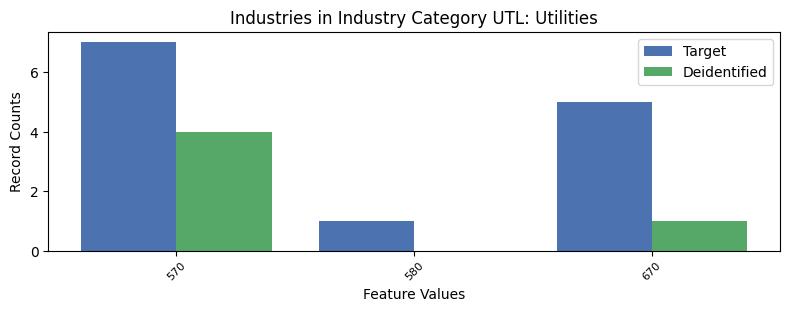 Industries in Industry Category UTL: Utilities
Target
Deidentified
Record Counts
6
4
2
0
570
580
670
Feature Values